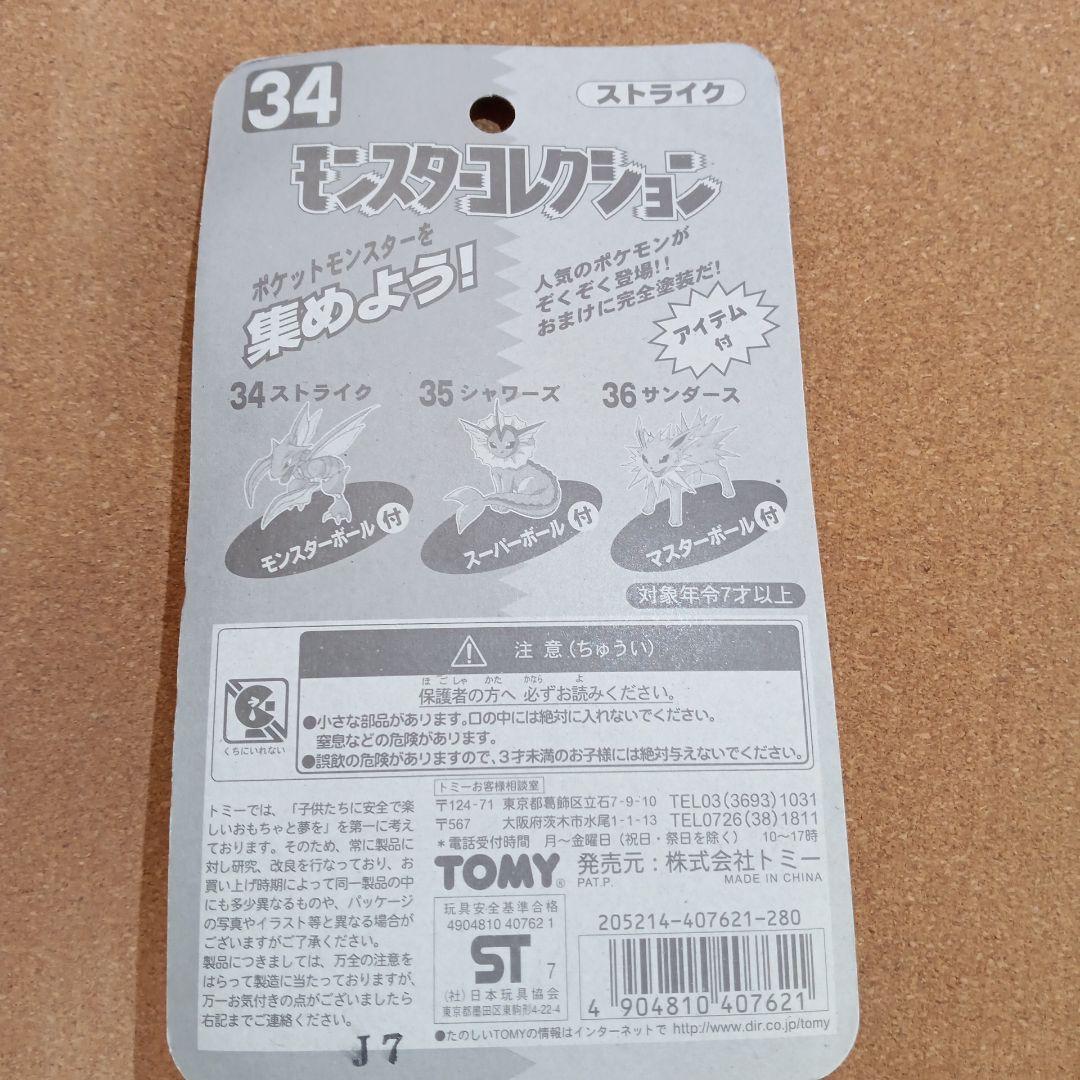 34
ストライク
モンスターコレクション
ポケットモンスターを
集めよう!
人気のポケモンが
ぞくぞく登場!!
おまけに完全塗装だ!
アイテム
付
34 ストライク
35 シャワーズ
36 サンダース
モンスターボール 付
スーパーボール 付
マスターボール 付
対象年令7才以上
注意(ちゅうい)
ほごしゃ かた かなら よ
保護者の方へ 必ずお読みください。
●小さな部品があります。口の中には絶対に入れないでください。
窒息などの危険があります。
●誤飲の危険がありますので、3才未満のお子様には絶対与えないでください。
くちにいれない
トミーでは、「子供たちに安全で楽
しいおもちゃと夢を」を第一に考え
ております。そのため、常に製品に
対し研究、改良を行なっており、お
買い上げ時期によって同一製品の中
にも多少異なるものや、パッケージ
の写真やイラスト等と異なる場合が
ございますがご了承ください。
製品につきましては、万全の注意を
はらって製造に当たっておりますが、
万一お気付きの点がございましたら
右記までご連絡ください。
J7
トミーお客様相談室
〒124-71 東京都葛飾区立石7-9-10 TEL03(3693)1031
〒567 大阪府茨木市水尾1-1-13 TEL0726(38)1811
*電話受付時間 月〜金曜日(祝日・祭日を除く) 10〜17時
TOMY® 発売元:株式会社トミー
PAT.P. MADE IN CHINA
玩具安全基準合格
4904810 40762 1
ST 7
(社)日本玩具協会
東京都墨田区東駒形4-22-4
205214-407621-280
4 904810 407621
●たのしいTOMYの情報はインターネットで http://www.dir.co.jp/tomy